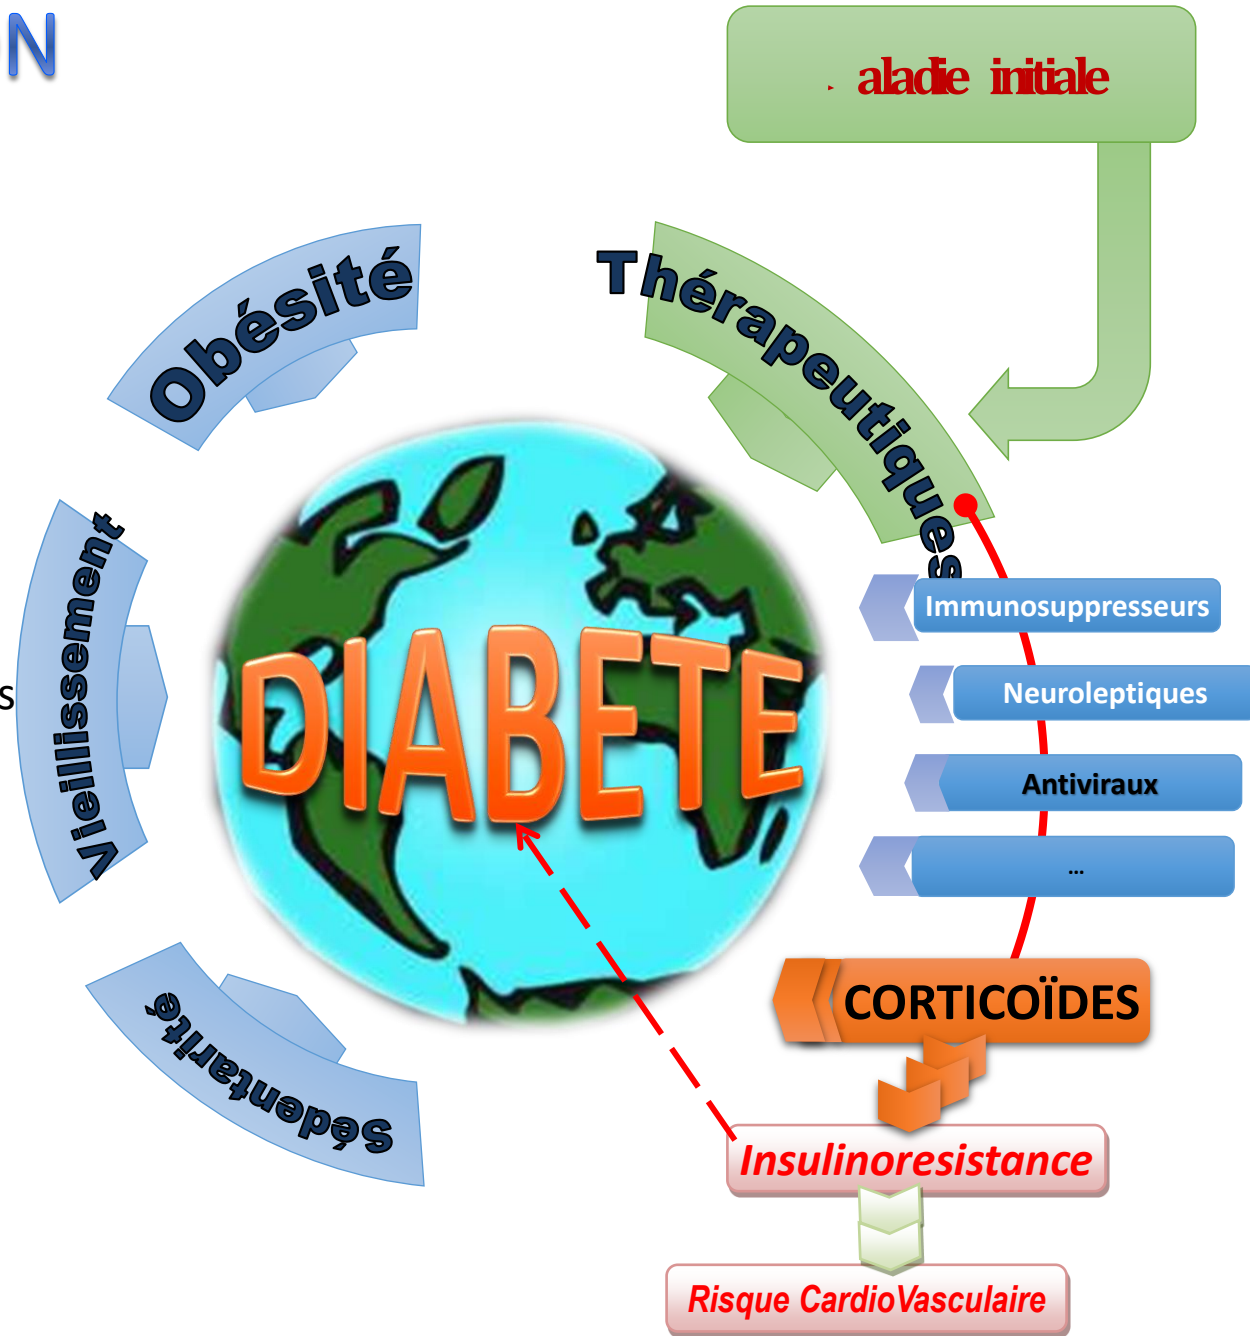 N
aladie initiale
Obésité
Thérapeutiques
Vieillissement
s
Sédentarité
DIABETE
Immunosuppresseurs
Neuroleptiques
Antiviraux
...
CORTICOÏDES
Insulinoresistance
Risque CardioVasculaire